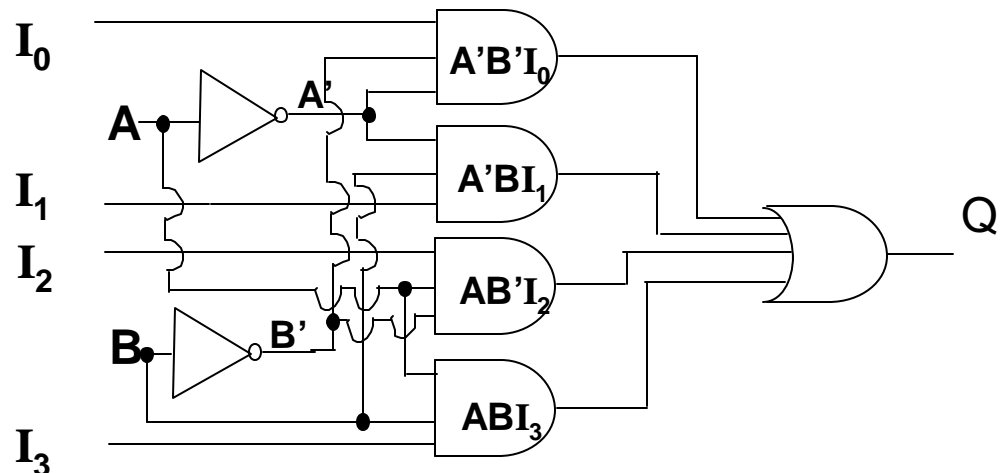 I₀
A'B'I₀
A'
A
A'BI₁
I₁
Q
I₂
AB'I₂
B'
B
ABI₃
I₃